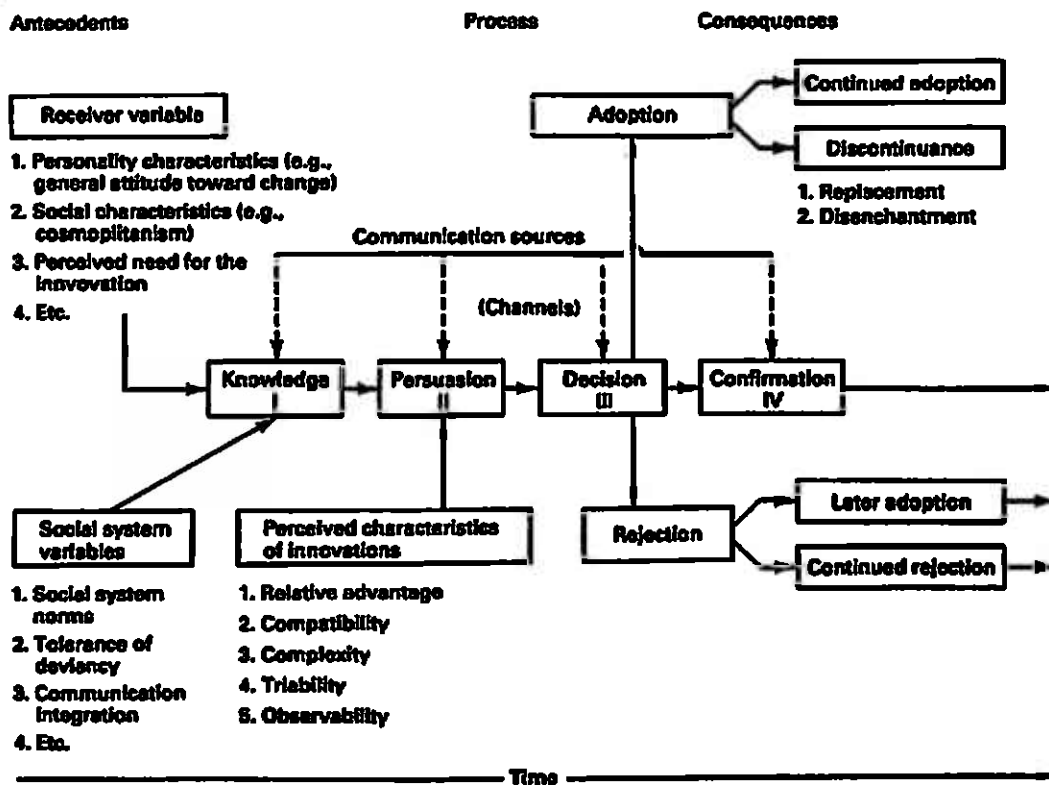 Antecedents
Process
Consequences
Receiver variable
1. Personality characteristics (e.g.,
general attitude toward change)
2. Social characteristics (e.g.,
cosmoplitanism)
3. Perceived need for the
innvovation
4. Etc.
Adoption
Continued adoption
Discontinuance
1. Replacement
2. Disenchantment
Communication sources
(Channels)
Knowledge
I
Persuasion
II
Decision
III
Confirmation
IV
Social system
variables
1. Social system
norms
2. Tolerance of
deviancy
3. Communication
integration
4. Etc.
Perceived characteristics
of innovations
1. Relative advantage
2. Compatibility
3. Complexity
4. Triability
5. Observability
Rejection
Later adoption
Continued rejection
Time